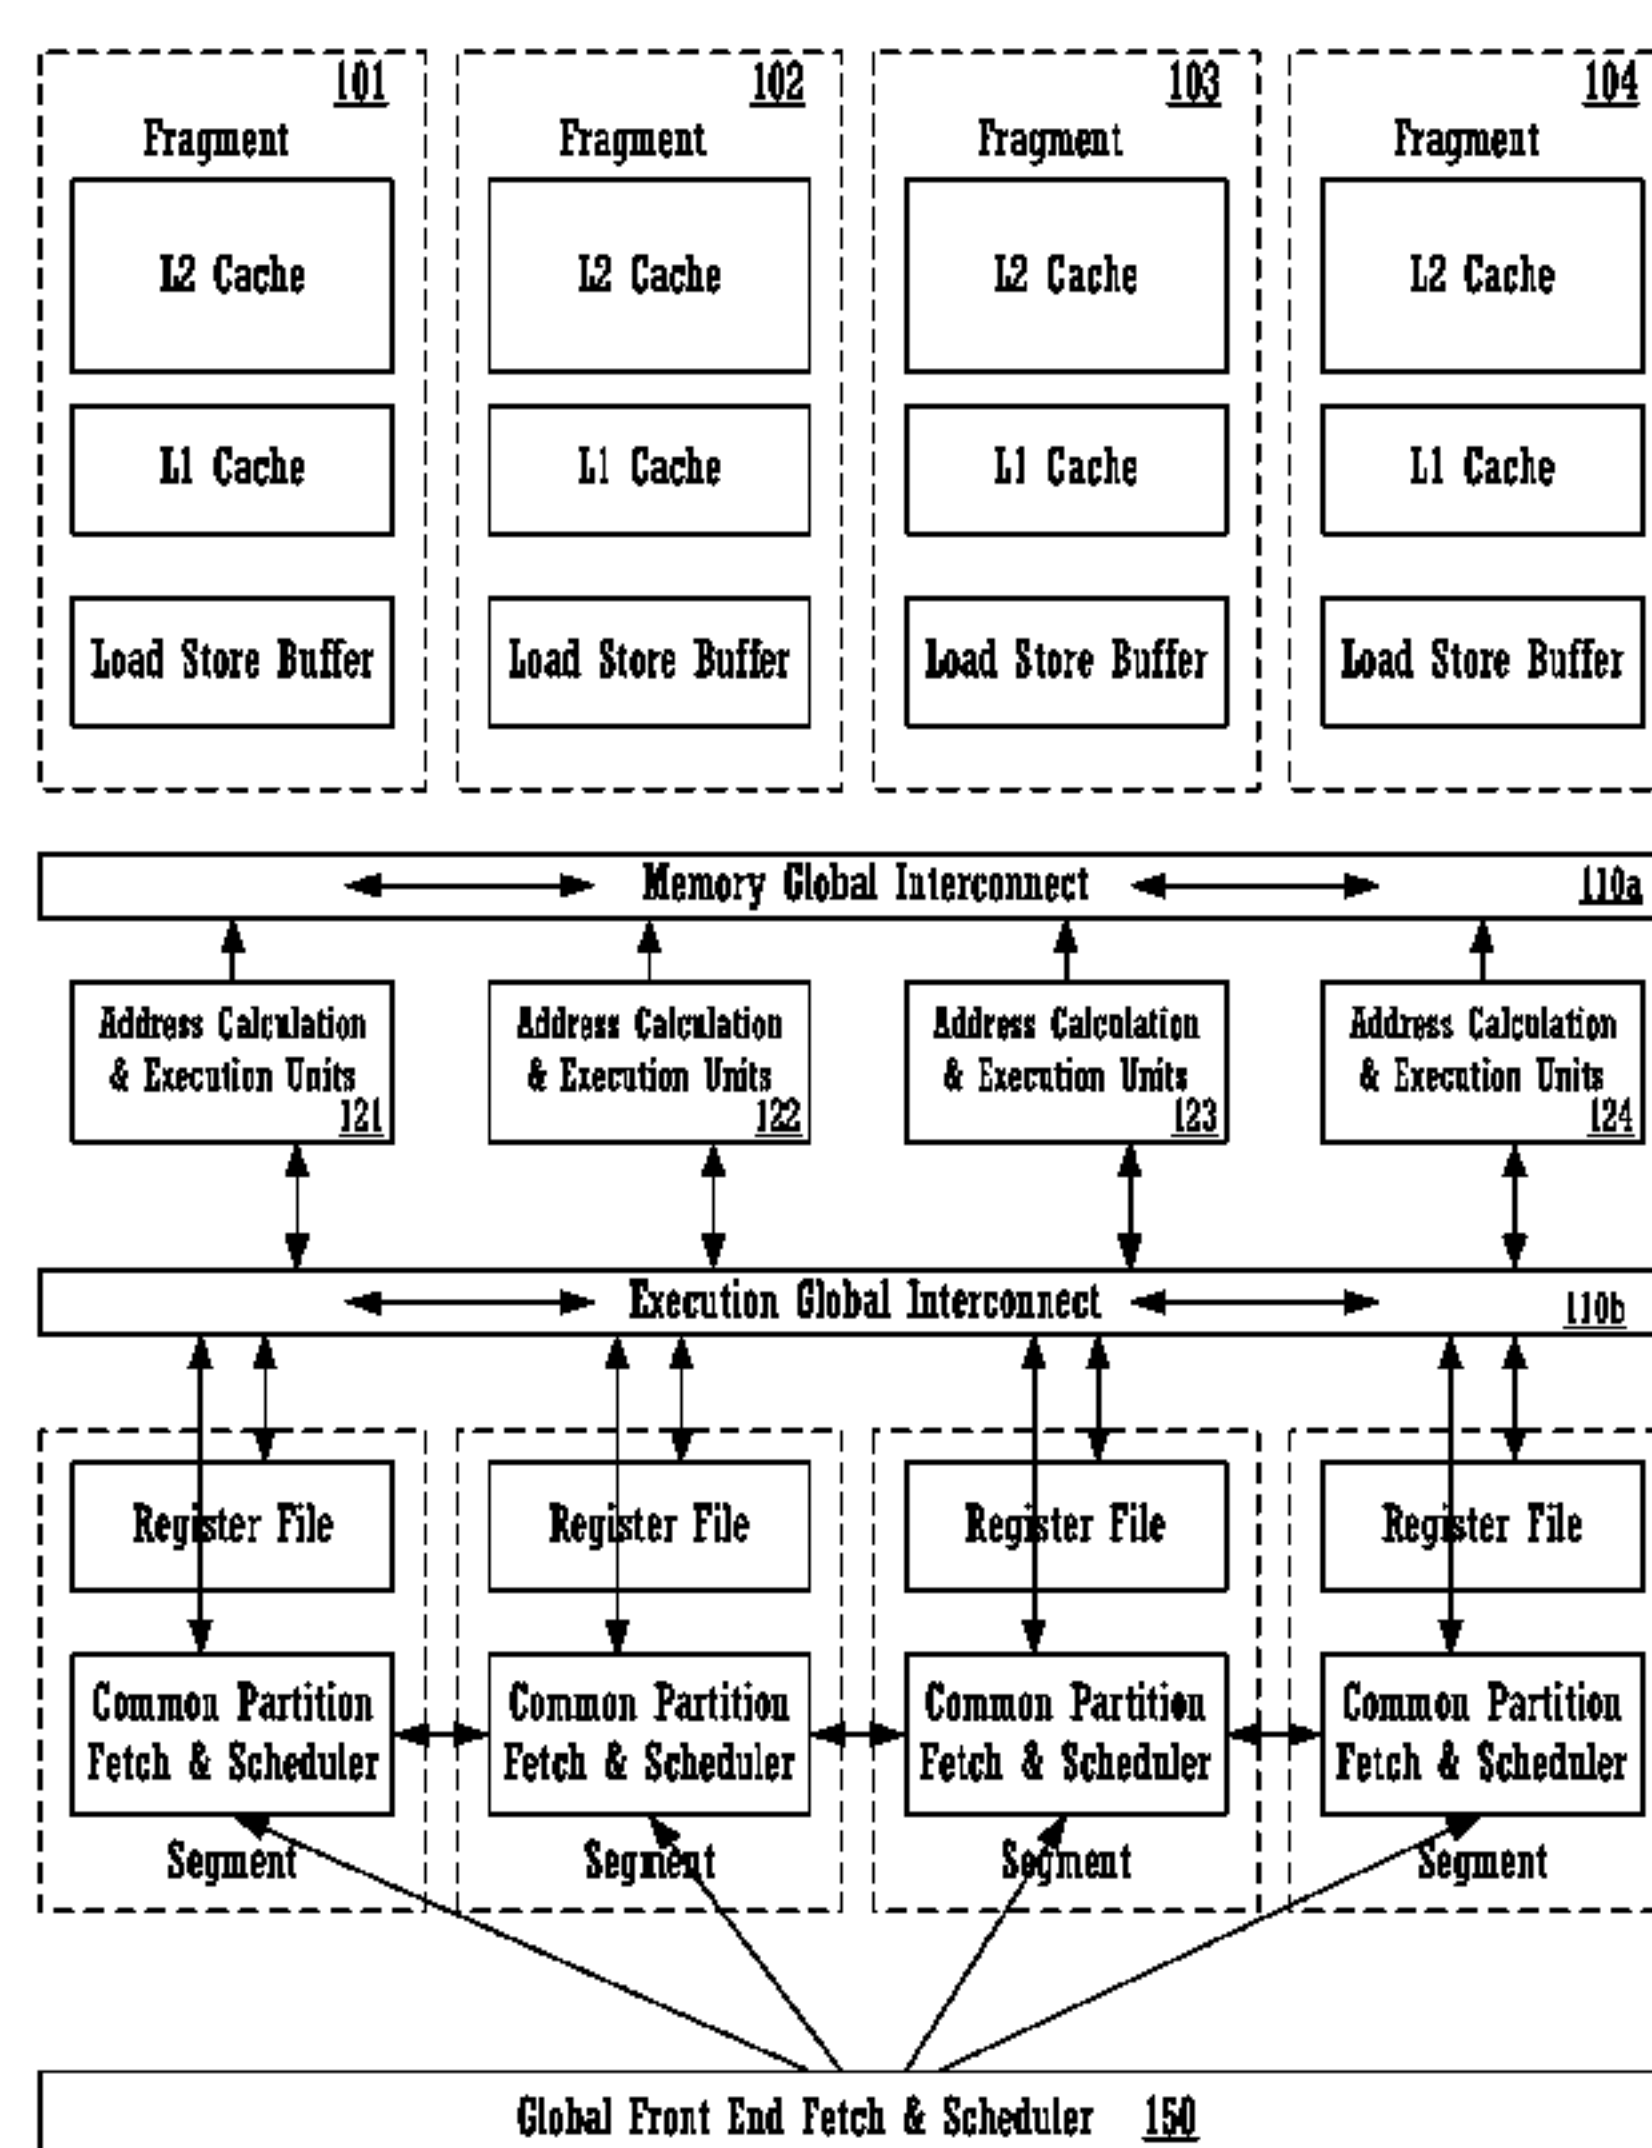 101 102 103 104
Fragment Fragment Fragment Fragment
L2 Cache L2 Cache L2 Cache L2 Cache
L1 Cache L1 Cache L1 Cache L1 Cache
Load Store Buffer Load Store Buffer Load Store Buffer Load Store Buffer
Memory Global Interconnect 110a
Address Calculation Address Calculation Address Calculation Address Calculation
& Execution Units & Execution Units & Execution Units & Execution Units
121 122 123 124
Execution Global Interconnect 110b
Register File Register File Register File Register File
Common Partition Common Partition Common Partition Common Partition
Fetch & Scheduler Fetch & Scheduler Fetch & Scheduler Fetch & Scheduler
Segment Segment Segment Segment
Global Front End Fetch & Scheduler 150